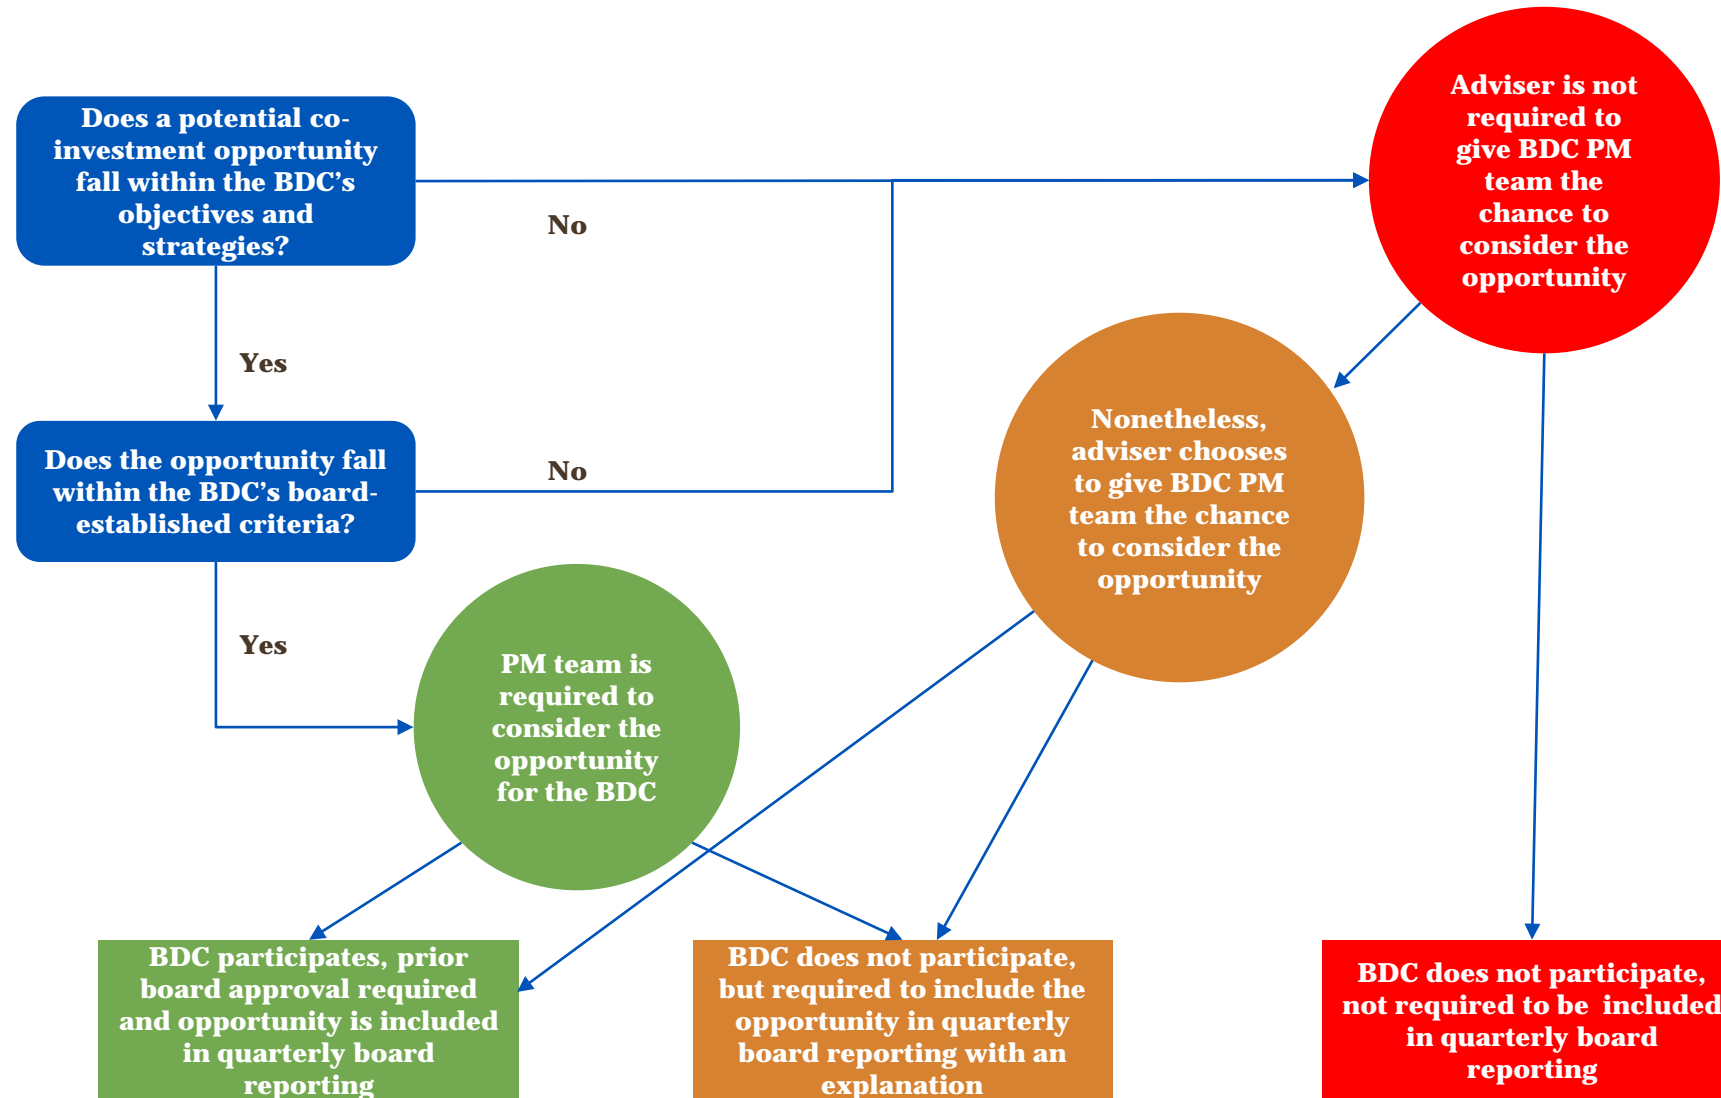 Does a potential co-
investment opportunity
fall within the BDC’s
objectives and
strategies?
No
Adviser is not
required to
give BDC PM
team the
chance to
consider the
opportunity
Yes
Does the opportunity fall
within the BDC’s board-
established criteria?
No
Nonetheless,
adviser chooses
to give BDC PM
team the chance
to consider the
opportunity
Yes
PM team is
required to
consider the
opportunity
for the BDC
BDC participates, prior
board approval required
and opportunity is included
in quarterly board
reporting
BDC does not participate,
but required to include the
opportunity in quarterly
board reporting with an
explanation
BDC does not participate,
not required to be  included
in quarterly board
reporting